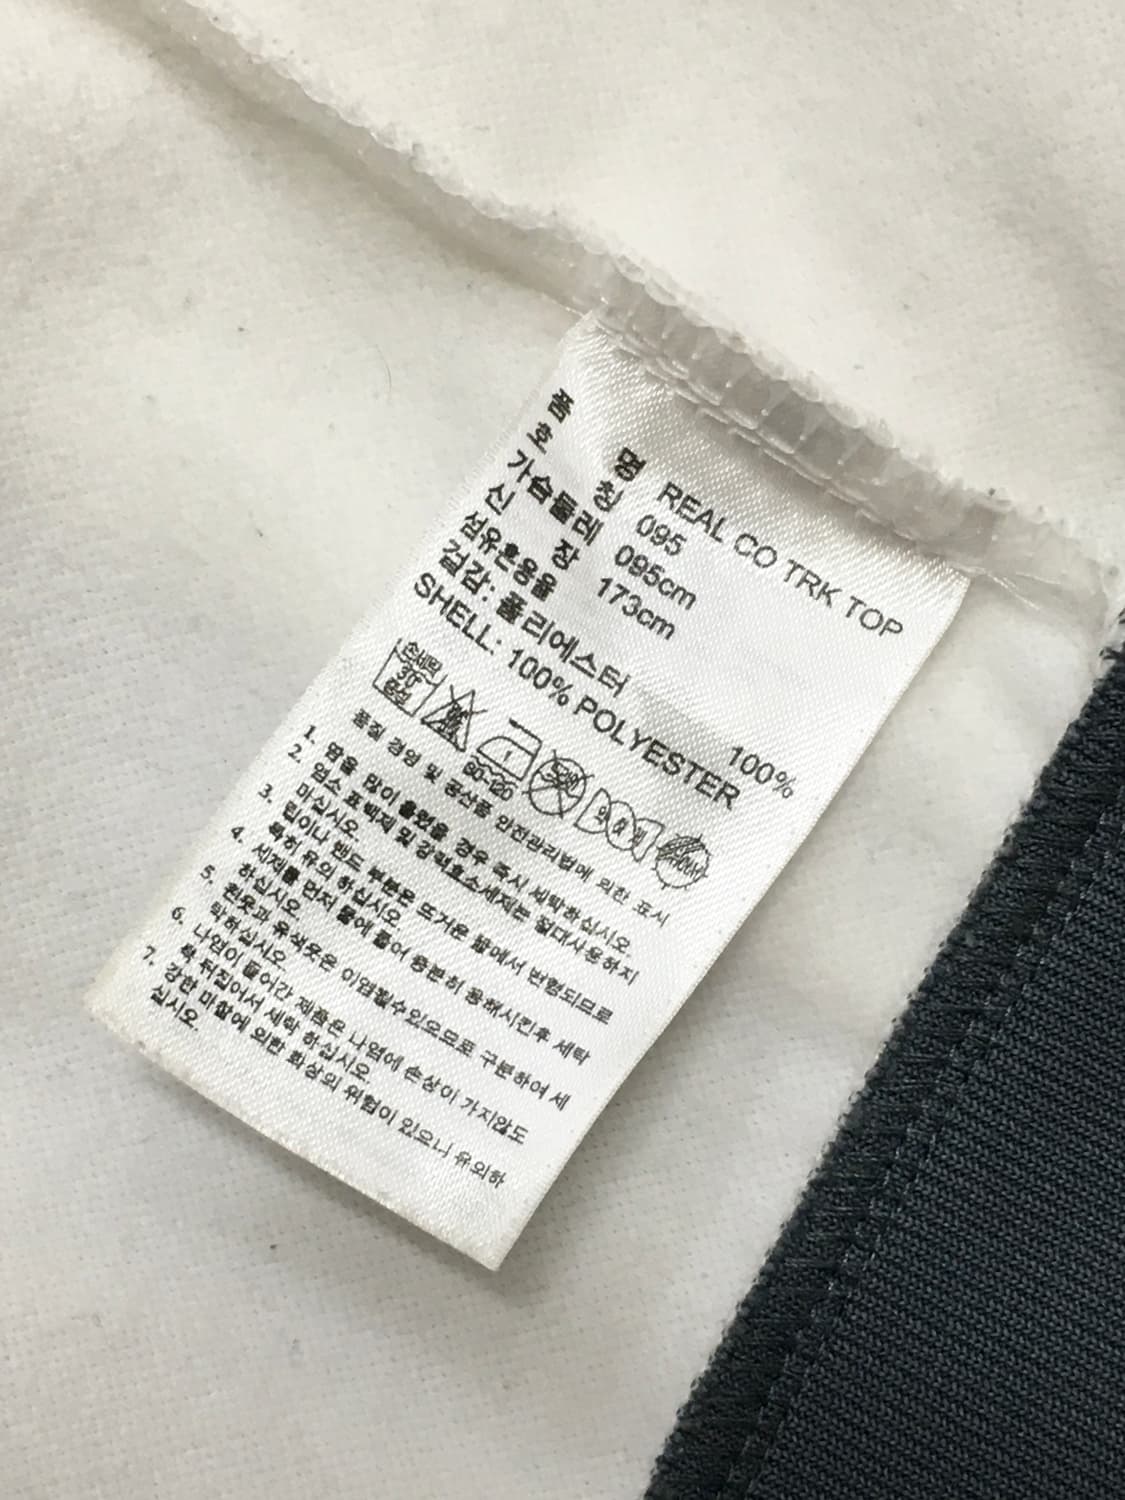 품 명 REAL CO TRK TOP
호 칭 095
가슴둘레 095cm
신 장 173cm
섬유혼용율
겉감: 폴리에스터 100%
SHELL: 100% POLYESTER
손세탁
30
중성
80-120
품질 경영 및 공산품 안전관리법에 의한 표시
1. 땀을 많이 흘렸을 경우 즉시 세탁하십시오.
2. 염소 표백제 및 강력효소세제는 절대사용하지
마십시오.
3. 립이나 밴드 부분은 뜨거운 물에서 변형되므로
특히 유의 하십시오.
4. 세제를 먼저 물에 풀어 충분히 용해시킨후 세탁
하십시오.
5. 흰옷과 유색옷은 이염될수있으므로 구분하여 세
탁하십시오.
6. 나염이 들어간 제품은 나염에 손상이 가지않도
록 뒤집어서 세탁 하십시오.
7. 강한 마찰에 의한 화상의 위험이 있으니 유의하
십시오.